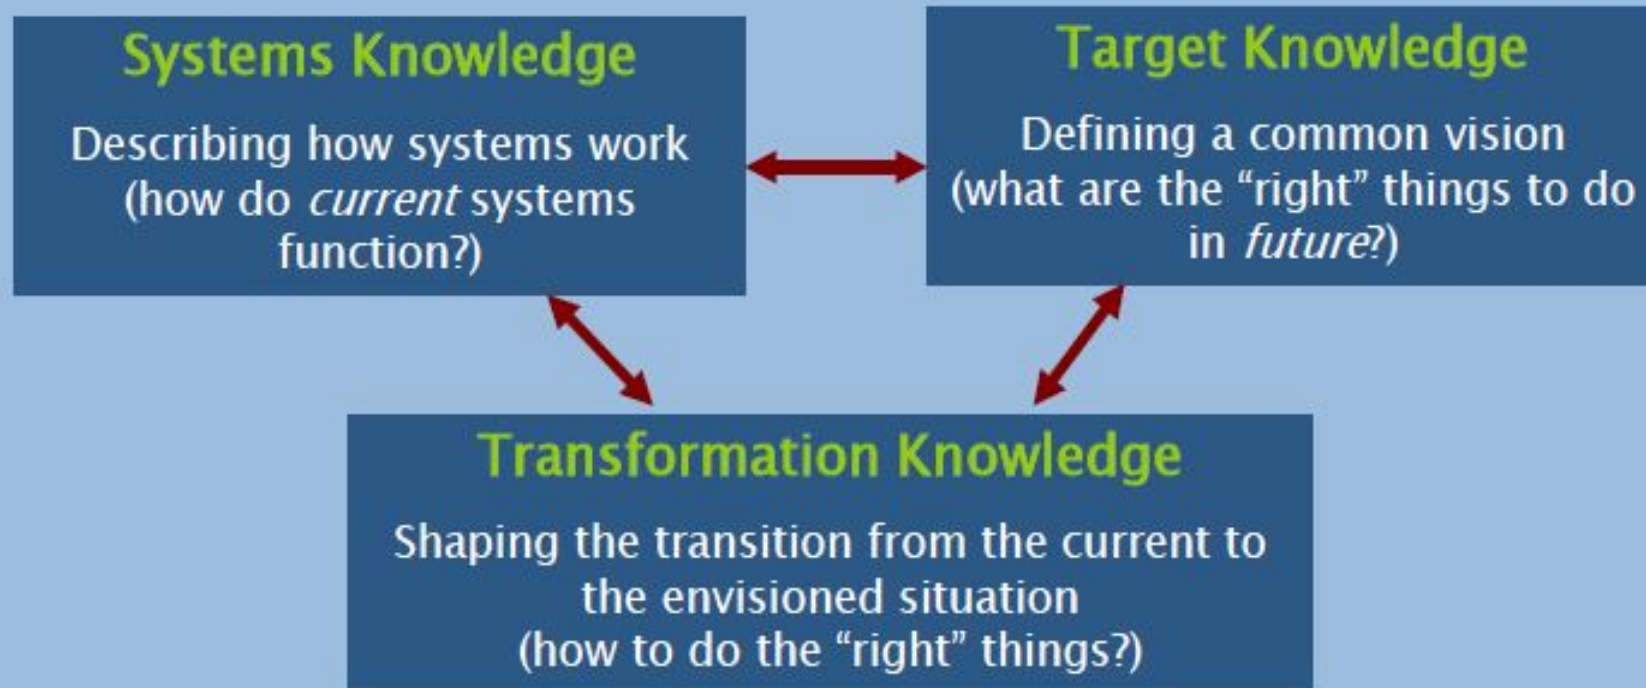 Systems Knowledge
Describing how systems work
(how do current systems
function?)
Target Knowledge
Defining a common vision
(what are the “right” things to do
in future?)
Transformation Knowledge
Shaping the transition from the current to
the envisioned situation
(how to do the “right” things?)